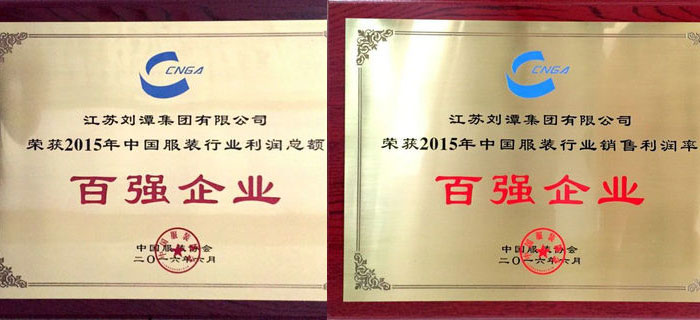 CNGA
江苏刘潭集团有限公司
荣获2015年中国服装行业利润总额
百强企业
中国服装协会
二〇一六年六月
CNGA
江苏刘潭集团有限公司
荣获2015年中国服装行业销售利润率
百强企业
中国服装协会
二〇一六年六月